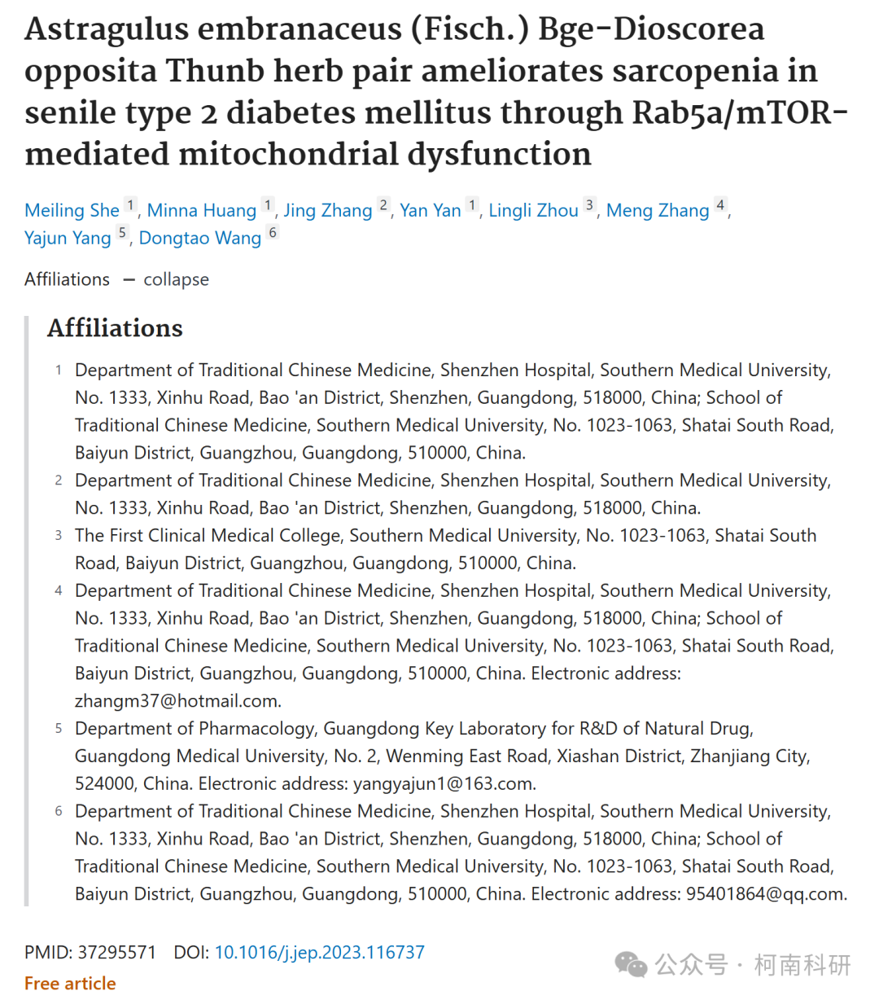 Astragulus embranaceus (Fisch.) Bge-Dioscorea
opposita Thunb herb pair ameliorates sarcopenia in
senile type 2 diabetes mellitus through Rab5a/mTOR-
mediated mitochondrial dysfunction
Meiling She 1, Minna Huang 1, Jing Zhang 2, Yan Yan 1, Lingli Zhou 3, Meng Zhang 4,
Yajun Yang 5, Dongtao Wang 6
Affiliations — collapse
Affiliations
1 Department of Traditional Chinese Medicine, Shenzhen Hospital, Southern Medical University,
No. 1333, Xinhu Road, Bao 'an District, Shenzhen, Guangdong, 518000, China; School of
Traditional Chinese Medicine, Southern Medical University, No. 1023-1063, Shatai South Road,
Baiyun District, Guangzhou, Guangdong, 510000, China.
2 Department of Traditional Chinese Medicine, Shenzhen Hospital, Southern Medical University,
No. 1333, Xinhu Road, Bao 'an District, Shenzhen, Guangdong, 518000, China.
3 The First Clinical Medical College, Southern Medical University, No. 1023-1063, Shatai South
Road, Baiyun District, Guangzhou, Guangdong, 510000, China.
4 Department of Traditional Chinese Medicine, Shenzhen Hospital, Southern Medical University,
No. 1333, Xinhu Road, Bao 'an District, Shenzhen, Guangdong, 518000, China; School of
Traditional Chinese Medicine, Southern Medical University, No. 1023-1063, Shatai South Road,
Baiyun District, Guangzhou, Guangdong, 510000, China. Electronic address:
zhangm37@hotmail.com.
5 Department of Pharmacology, Guangdong Key Laboratory for R&D of Natural Drug,
Guangdong Medical University, No. 2, Wenming East Road, Xiashan District, Zhanjiang City,
524000, China. Electronic address: yangyajun1@163.com.
6 Department of Traditional Chinese Medicine, Shenzhen Hospital, Southern Medical University,
No. 1333, Xinhu Road, Bao 'an District, Shenzhen, Guangdong, 518000, China; School of
Traditional Chinese Medicine, Southern Medical University, No. 1023-1063, Shatai South Road,
Baiyun District, Guangzhou, Guangdong, 510000, China. Electronic address: 95401864@qq.com.
PMID: 37295571 DOI: 10.1016/j.jep.2023.116737
公众号 · 柯南科研
Free article